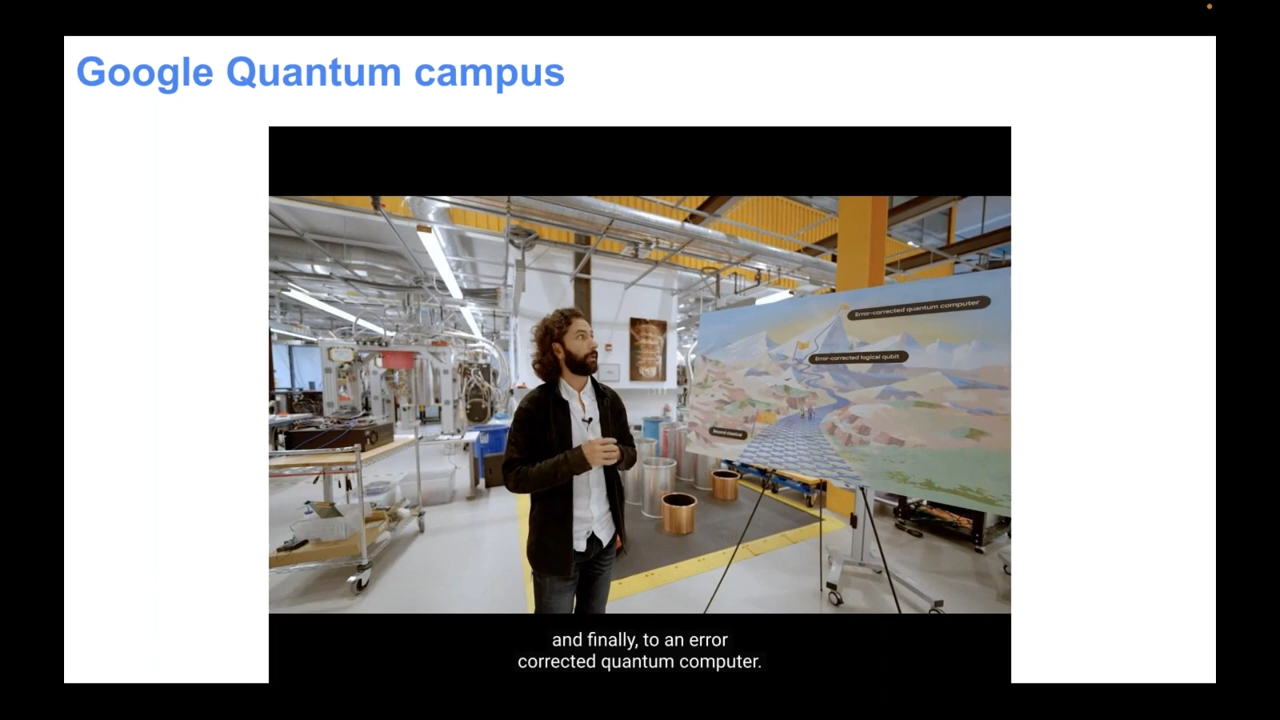 Google Quantum campus
Error-corrected quantum computer
Error-corrected logical qubit
and finally, to an error
corrected quantum computer.